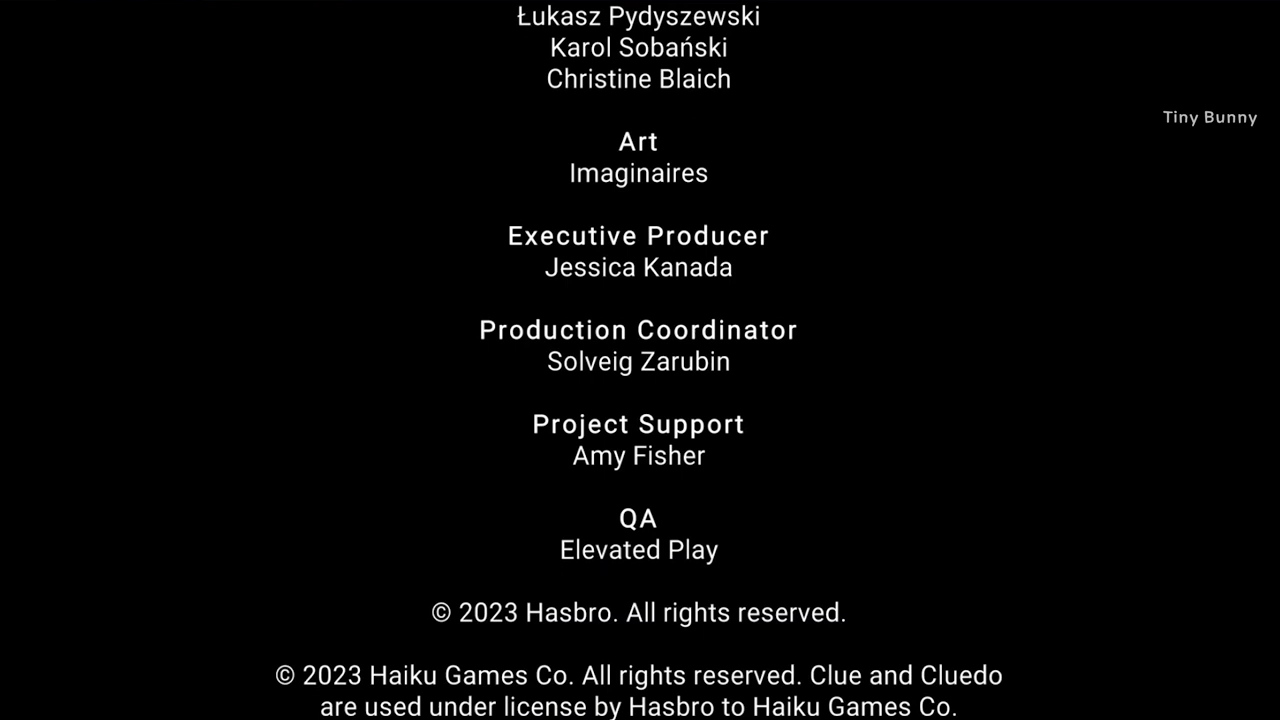 Łukasz Pydyszewski
Karol Sobański
Christine Blaich
Tiny Bunny
Art
Imaginaires
Executive Producer
Jessica Kanada
Production Coordinator
Solveig Zarubin
Project Support
Amy Fisher
QA
Elevated Play
© 2023 Hasbro. All rights reserved.
© 2023 Haiku Games Co. All rights reserved. Clue and Cluedo
are used under license by Hasbro to Haiku Games Co.